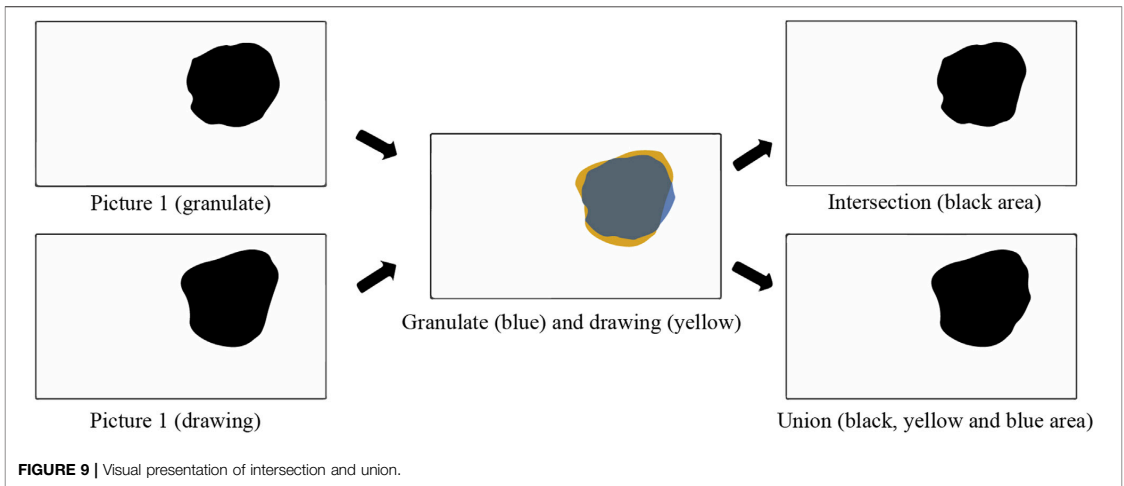 Picture 1 (granulate)
Picture 1 (drawing)
Granulate (blue) and drawing (yellow)
Intersection (black area)
Union (black, yellow and blue area)
FIGURE 9 | Visual presentation of intersection and union.